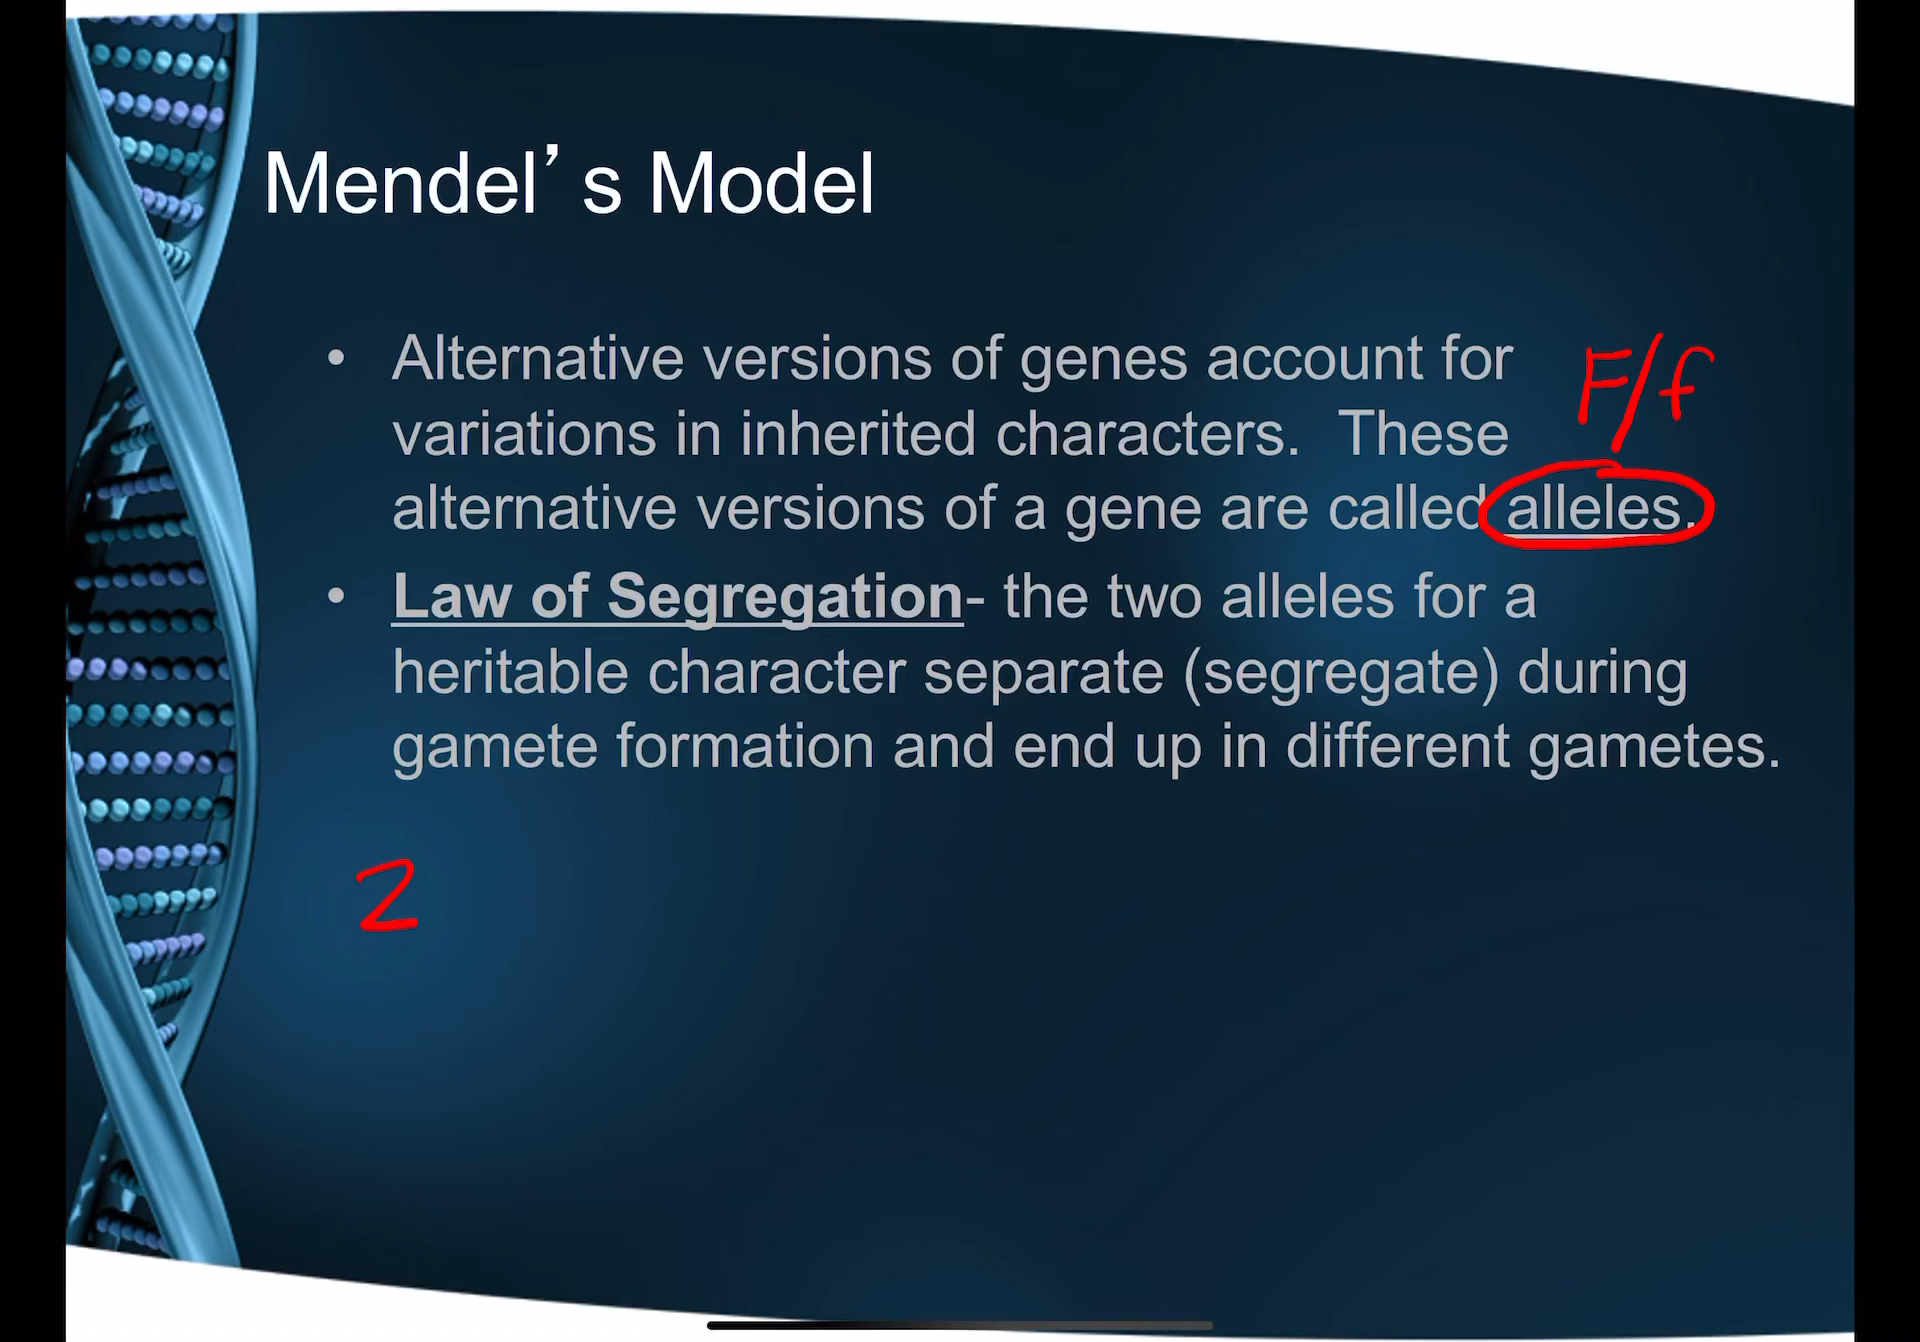 Mendel’s Model
• Alternative versions of genes account for
variations in inherited characters. These
alternative versions of a gene are called alleles.
F/f
• Law of Segregation- the two alleles for a
heritable character separate (segregate) during
gamete formation and end up in different gametes.
2